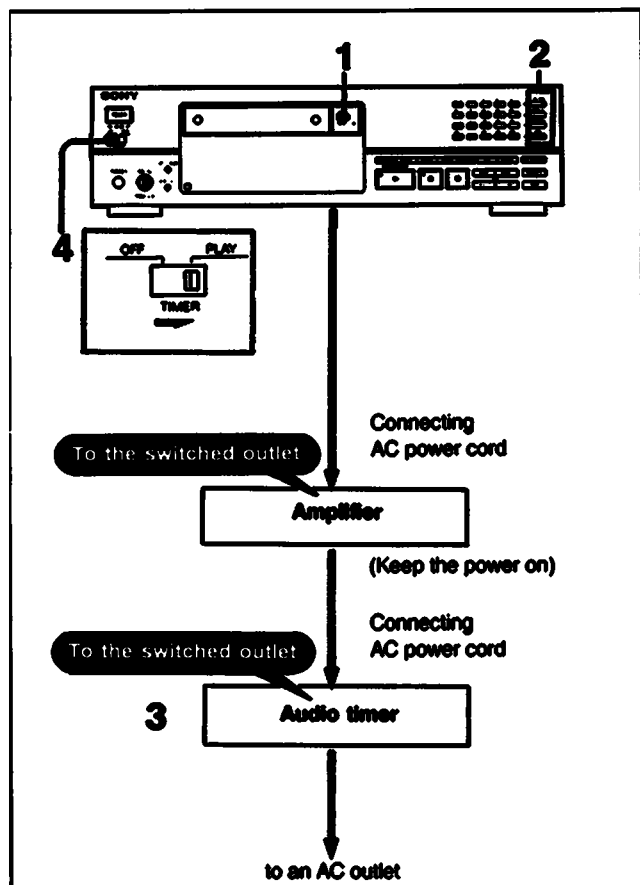 1
2
SONY
4
OFF
PLAY
TIMER
Connecting
AC power cord
To the switched outlet
Amplifier
(Keep the power on)
Connecting
AC power cord
To the switched outlet
3
Audio timer
to an AC outlet